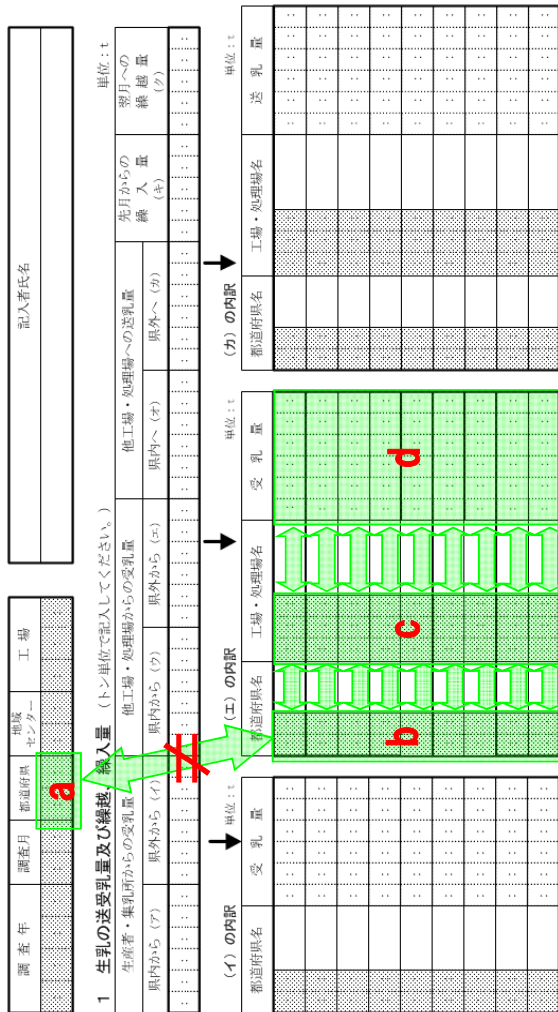 調査年 調査月 都道府県 地域センター 工場
a
記入者氏名
1 生乳の送受乳量及び繰越、繰入量 (トン単位で記入してください。)
単位：t
生産者・集乳所からの受乳量 他工場・処理場からの受乳量 他工場・処理場への送乳量 先月からの繰入量(キ) 翌月への繰越量(ク)
県内から (ア) 県外から (イ) 県内から (ウ) 県外から (エ) 県内へ (オ) 県外へ (カ)
(イ) の内訳 単位：t
都道府県名 受乳量
(エ) の内訳 単位：t
都道府県名 工場・処理場名 受乳量
b c d
(カ) の内訳 単位：t
都道府県名 工場・処理場名 送乳量